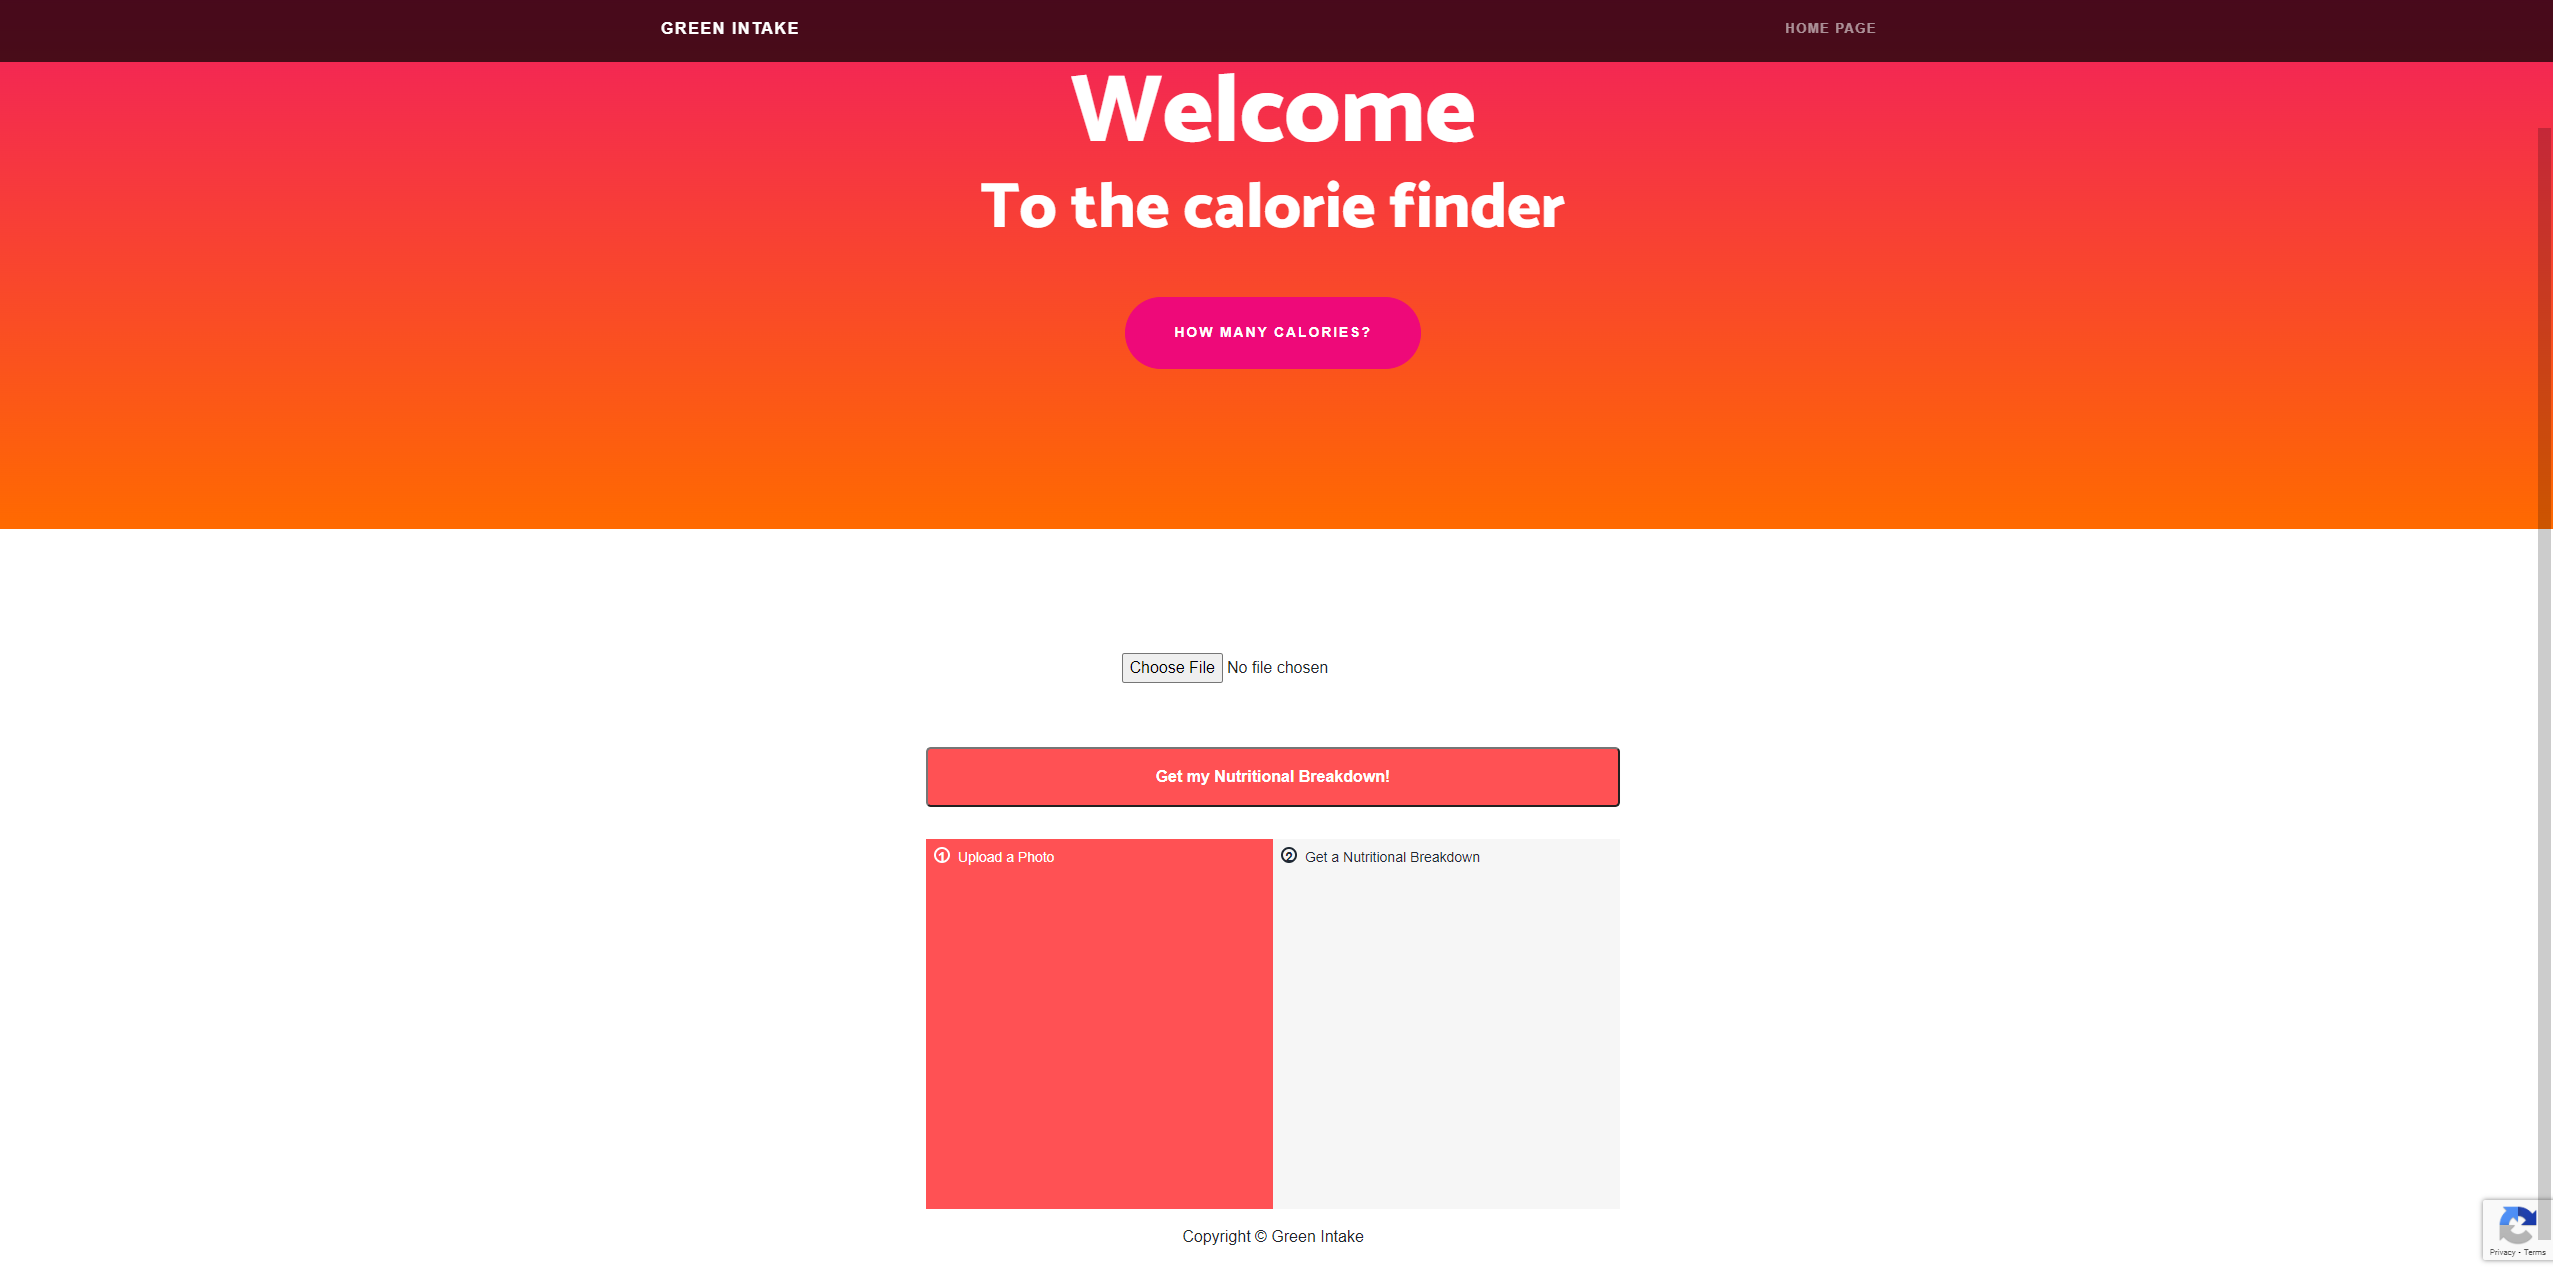 GREEN INTAKE
HOME PAGE
Welcome
To the calorie finder
HOW MANY CALORIES?
Choose File No file chosen
Get my Nutritional Breakdown!
1 Upload a Photo
2 Get a Nutritional Breakdown
Copyright © Green Intake
Privacy - Terms